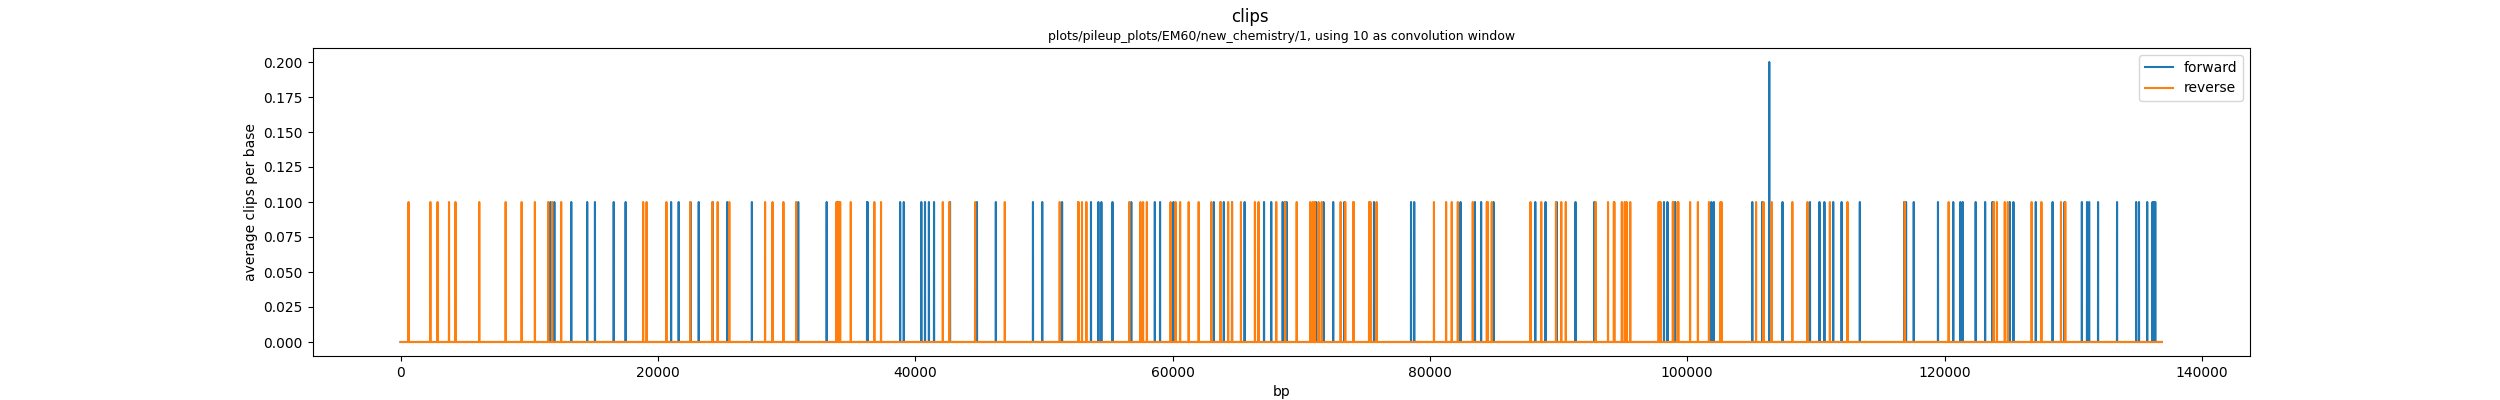 clips
plots/pileup_plots/EM60/new_chemistry/1, using 10 as convolution window
0.200
0.175
0.150
0.125
0.100
0.075
0.050
0.025
0.000
average clips per base
forward
reverse
0 20000 40000 60000 80000 100000 120000 140000
bp